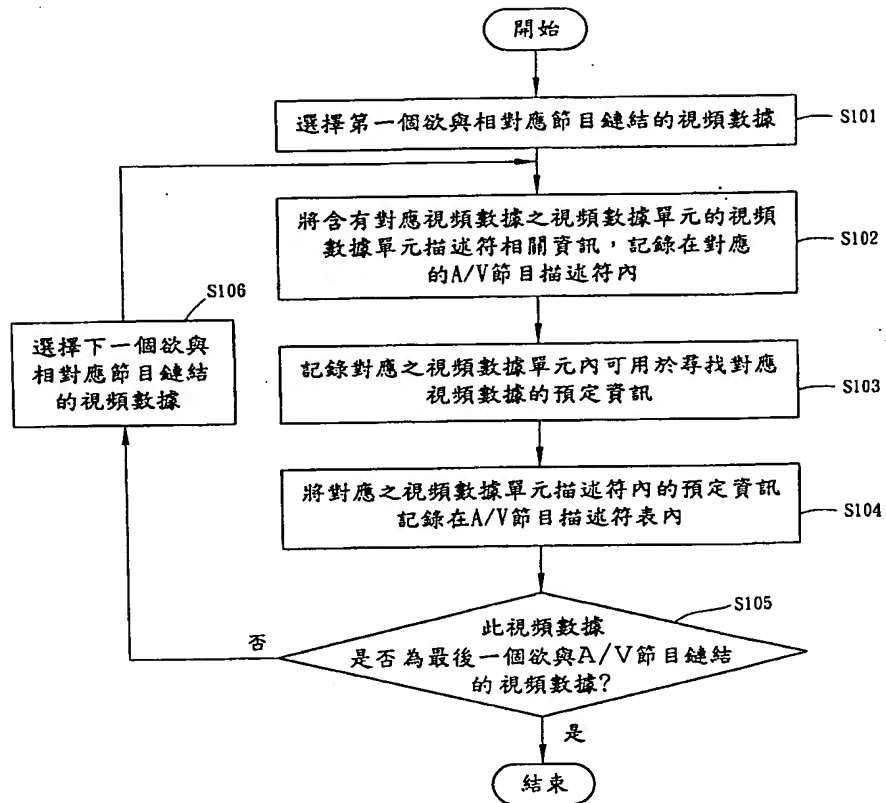 開始
選擇第一個欲與相對應節目鏈結的視頻數據
S101
將含有對應視頻數據之視頻數據單元的視頻
數據單元描述符相關資訊，記錄在對應
的A/V節目描述符內
S102
S106
選擇下一個欲與
相對應節目鏈結
的視頻數據
記錄對應之視頻數據單元內可用於尋找對應
視頻數據的預定資訊
S103
將對應之視頻數據單元描述符內的預定資訊
記錄在A/V節目描述符表內
S104
S105
此視頻數據
是否為最後一個欲與A/V節目鏈結
的視頻數據?
否
是
結束